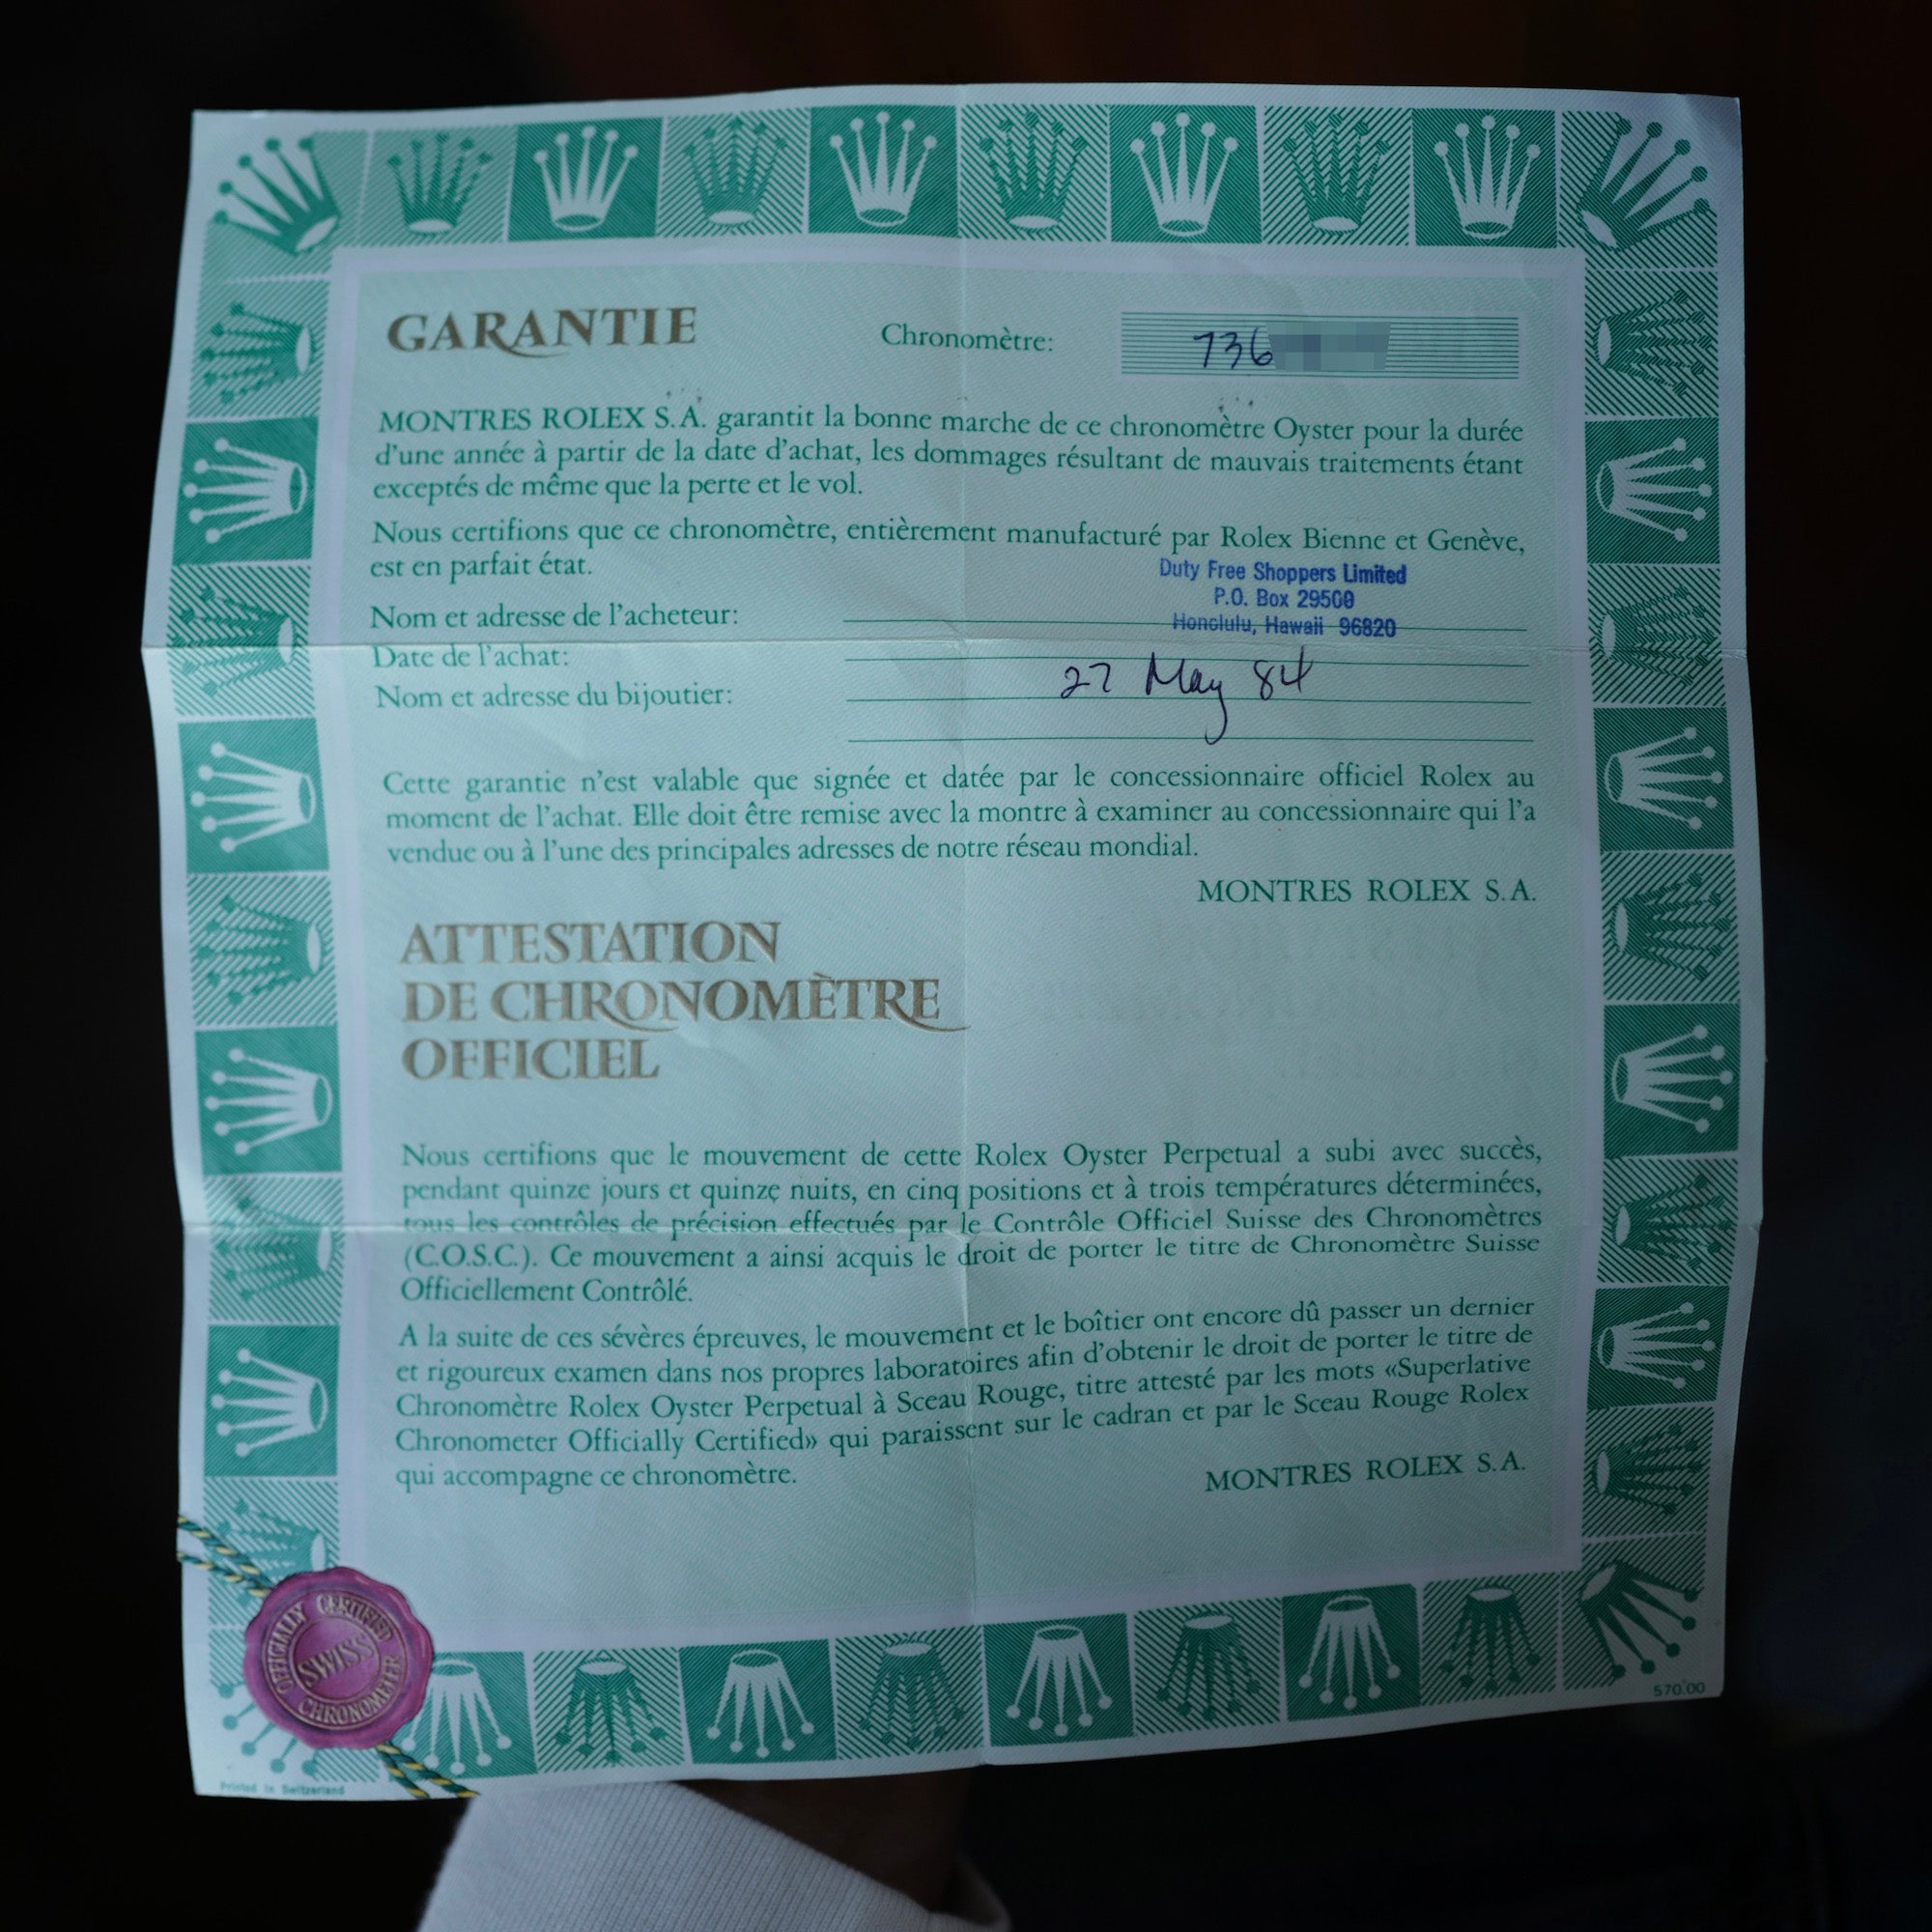 GARANTIE
Chronomètre: 736
MONTRES ROLEX S.A. garantit la bonne marche de ce chronomètre Oyster pour la durée
d'une année à partir de la date d'achat, les dommages résultant de mauvais traitements étant
exceptés de même que la perte et le vol.
Nous certifions que ce chronomètre, entièrement manufacturé par Rolex Bienne et Genève,
est en parfait état.
Duty Free Shoppers Limited
P.O. Box 29500
Honolulu, Hawaii 96820
Nom et adresse de l'acheteur:
Date de l'achat:
27 May 84
Nom et adresse du bijoutier:
Cette garantie n'est valable que signée et datée par le concessionnaire officiel Rolex au
moment de l'achat. Elle doit être remise avec la montre à examiner au concessionnaire qui l'a
vendue ou à l'une des principales adresses de notre réseau mondial.
MONTRES ROLEX S.A.
ATTESTATION
DE CHRONOMÈTRE
OFFICIEL
Nous certifions que le mouvement de cette Rolex Oyster Perpetual a subi avec succès,
pendant quinze jours et quinze nuits, en cinq positions et à trois températures déterminées,
tous les contrôles de précision effectués par le Contrôle Officiel Suisse des Chronomètres
(C.O.S.C.). Ce mouvement a ainsi acquis le droit de porter le titre de Chronomètre Suisse
Officiellement Contrôlé.
A la suite de ces sévères épreuves, le mouvement et le boîtier ont encore dû passer un dernier
et rigoureux examen dans nos propres laboratoires afin d'obtenir le droit de porter le titre de
Chronomètre Rolex Oyster Perpetual à Sceau Rouge, titre attesté par les mots «Superlative
Chronometer Officially Certified» qui paraissent sur le cadran et par le Sceau Rouge Rolex
qui accompagne ce chronomètre.
MONTRES ROLEX S.A.
OFFICIALLY CERTIFIED
SWISS
CHRONOMETER
570.00
Printed in Switzerland